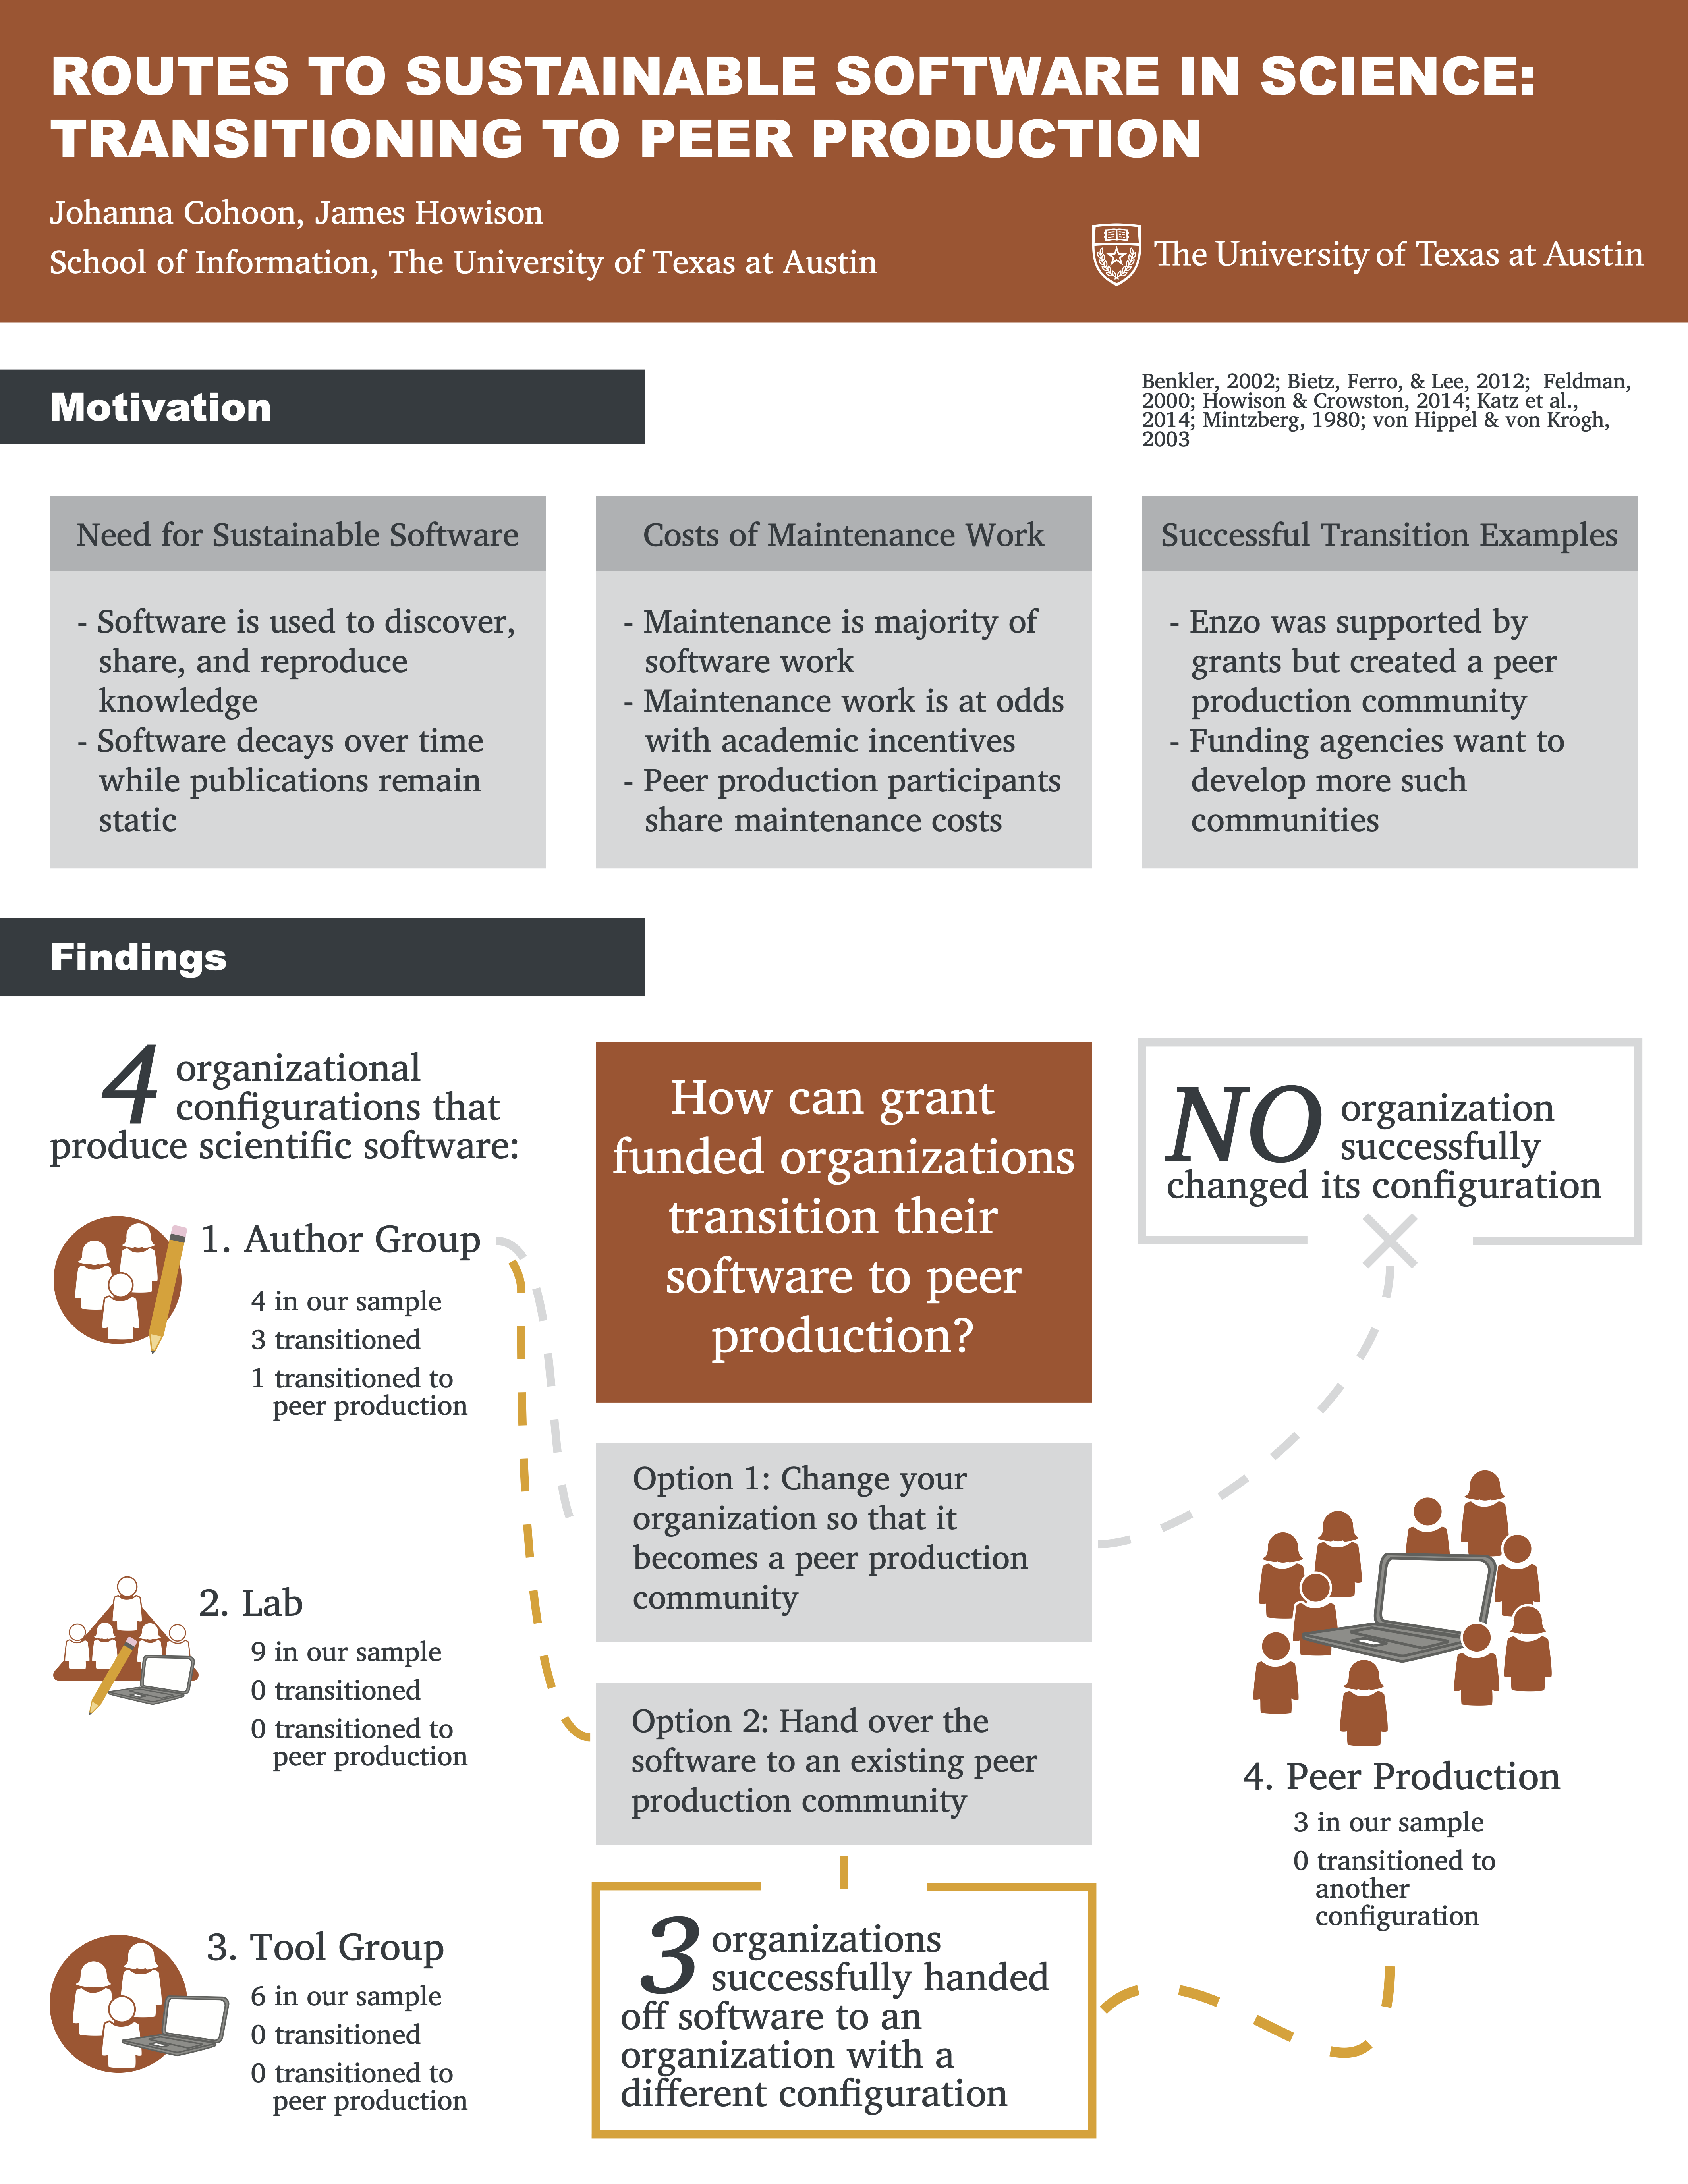 ROUTES TO SUSTAINABLE SOFTWARE IN SCIENCE:
TRANSITIONING TO PEER PRODUCTION
Johanna Cohoon, James Howison
School of Information, The University of Texas at Austin
The University of Texas at Austin
Motivation
Benkler, 2002; Bietz, Ferro, & Lee, 2012;  Feldman,
2000; Howison & Crowston, 2014; Katz et al.,
2014; Mintzberg, 1980; von Hippel & von Krogh,
2003
Need for Sustainable Software
- Software is used to discover,
share, and reproduce
knowledge
- Software decays over time
while publications remain
static
Costs of Maintenance Work
- Maintenance is majority of
software work
- Maintenance work is at odds
with academic incentives
- Peer production participants
share maintenance costs
Successful Transition Examples
- Enzo was supported by
grants but created a peer
production community
- Funding agencies want to
develop more such
communities
Findings
4 organizational
configurations that
produce scientific software:
1. Author Group
4 in our sample
3 transitioned
1 transitioned to
peer production
2. Lab
9 in our sample
0 transitioned
0 transitioned to
peer production
3. Tool Group
6 in our sample
0 transitioned
0 transitioned to
peer production
How can grant
funded organizations
transition their
software to peer
production?
Option 1: Change your
organization so that it
becomes a peer production
community
Option 2: Hand over the
software to an existing peer
production community
3 organizations
successfully handed
off software to an
organization with a
different configuration
NO organization
successfully
changed its configuration
4. Peer Production
3 in our sample
0 transitioned to
another
configuration